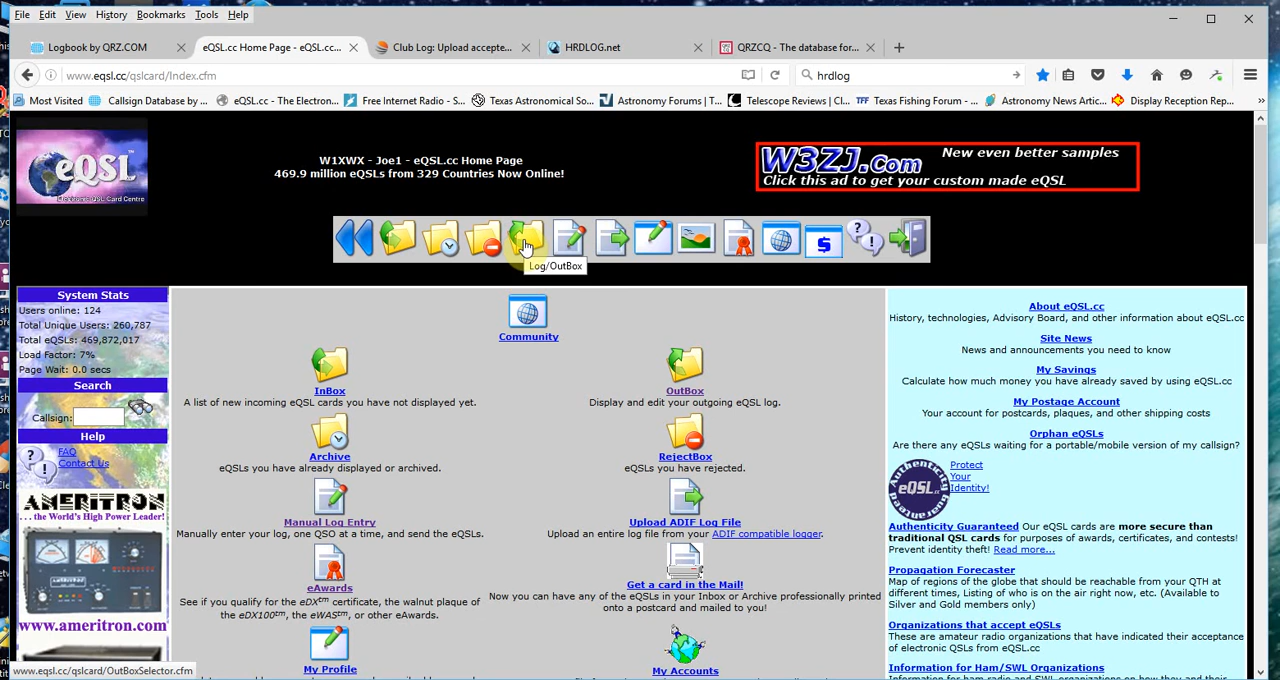 File Edit View History Bookmarks Tools Help
Logbook by QRZ.COM
eQSL.cc Home Page - eQSL.cc...
Club Log: Upload accepte...
HRDLOG.net
QRZCQ - The database for...
www.eqsl.cc/qslcard/Index.cfm
hrdlog
Most Visited
Callsign Database by ...
eQSL.cc - The Electron...
Free Internet Radio - S...
Texas Astronomical So...
Astronomy Forums | T...
Telescope Reviews | Cl...
TFF Texas Fishing Forum - ...
Astronomy News Artic...
Display Reception Rep...
eQSL
Electronic QSL Card Centre
W1XWX - Joe1 - eQSL.cc Home Page
469.9 million eQSLs from 329 Countries Now Online!
W3ZJ.Com New even better samples
Click this ad to get your custom made eQSL
Log/OutBox
System Stats
Users online: 124
Total Unique Users: 260,787
Total eQSLs: 469,872,017
Load Factor: 7%
Page Wait: 0.0 secs
Search
Callsign:
Help
FAQ
Contact Us
AMERITRON
...the World's High Power Leader!
www.ameritron.com
Community
InBox
A list of new incoming eQSL cards you have not displayed yet.
OutBox
Display and edit your outgoing eQSL log.
Archive
eQSLs you have already displayed or archived.
RejectBox
eQSLs you have rejected.
Manual Log Entry
Manually enter your log, one QSO at a time, and send the eQSLs.
Upload ADIF Log File
Upload an entire log file from your ADIF compatible logger.
eAwards
See if you qualify for the eDX™ certificate, the walnut plaque of
the eDX100™, the eWAS™, or other eAwards.
Get a card in the Mail!
Now you can have any of the eQSLs in your Inbox or Archive professionally printed
onto a postcard and mailed to you!
My Profile
My Accounts
About eQSL.cc
History, technologies, Advisory Board, and other information about eQSL.cc
Site News
News and announcements you need to know
My Savings
Calculate how much money you have already saved by using eQSL.cc
My Postage Account
Your account for postcards, plaques, and other shipping costs
Orphan eQSLs
Are there any eQSLs waiting for a portable/mobile version of my callsign?
Protect
Your
Identity!
Authenticity Guaranteed Our eQSL cards are more secure than
traditional QSL cards for purposes of awards, certificates, and contests!
Prevent identity theft! Read more...
Propagation Forecaster
Map of regions of the globe that should be reachable from your QTH at
different times, Listing of who is on the air right now, etc. (Available to
Silver and Gold members only)
Organizations that accept eQSLs
These are amateur radio organizations that have indicated their acceptance
of electronic QSLs from eQSL.cc
Information for Ham/SWL Organizations
www.eqsl.cc/qslcard/OutBoxSelector.cfm